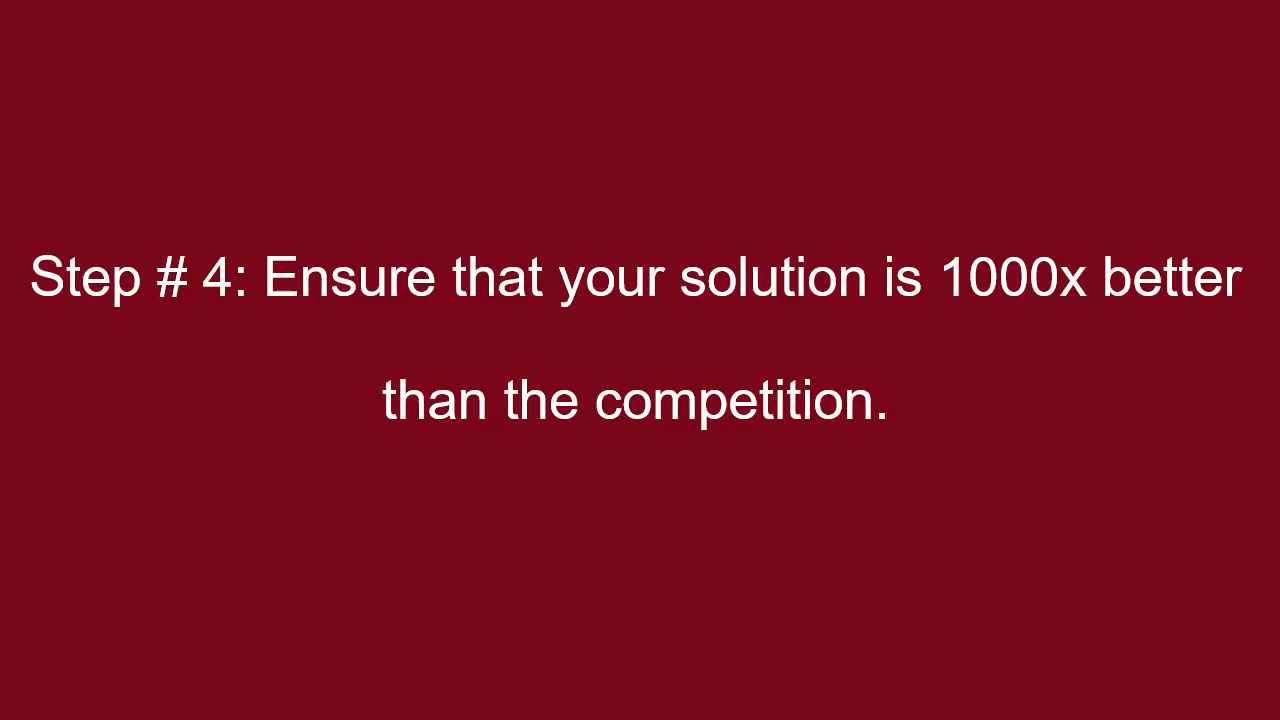 Step # 4: Ensure that your solution is 1000x better
than the competition.